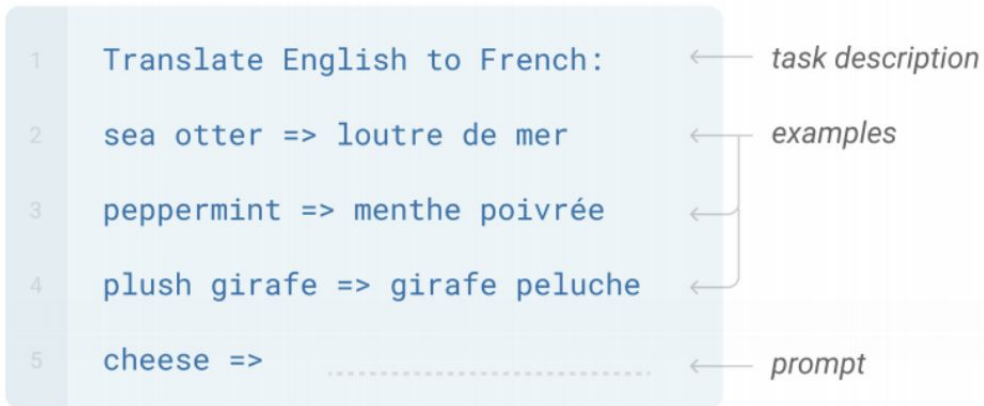 1 Translate English to French: task description
2 sea otter => loutre de mer examples
3 peppermint => menthe poivrée
4 plush girafe => girafe peluche
5 cheese => prompt